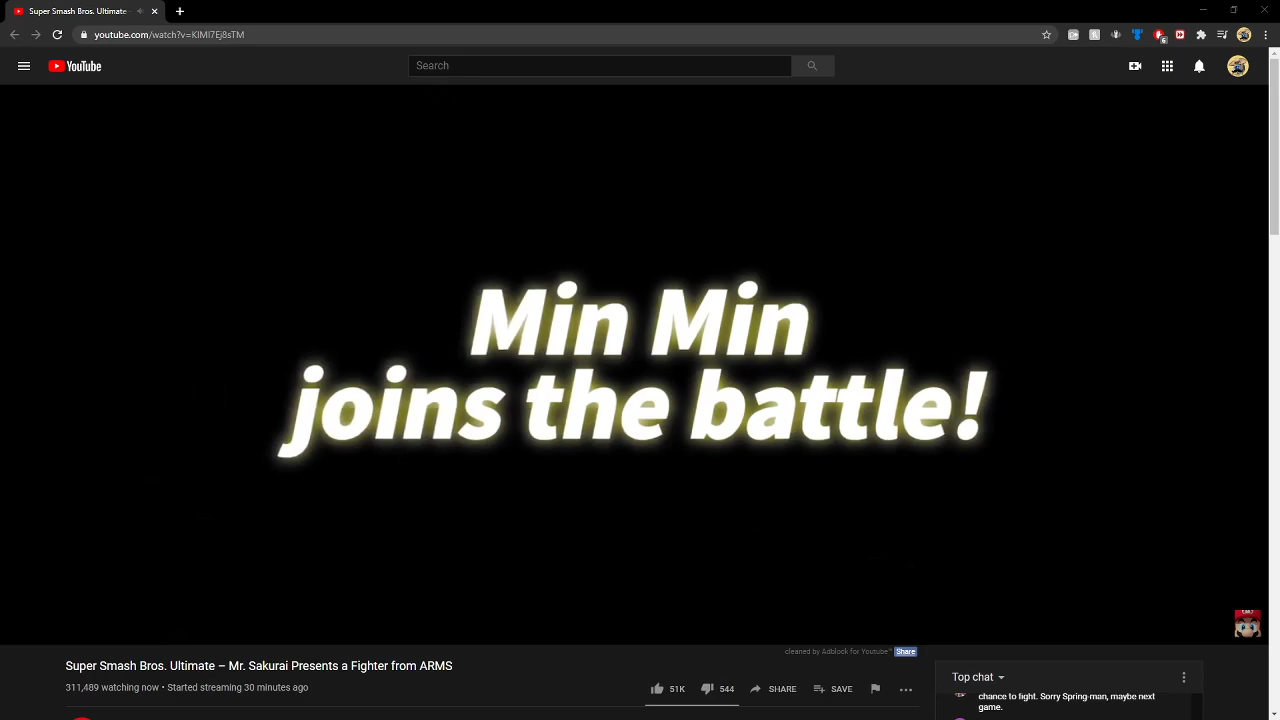 Super Smash Bros. Ultimate -
youtube.com/watch?v=KIMI7Ej8sTM
6
YouTube
Search
Min Min
joins the battle!
cleaned by Adblock for Youtube™ Share
Super Smash Bros. Ultimate – Mr. Sakurai Presents a Fighter from ARMS
311,489 watching now • Started streaming 30 minutes ago
51K 544 SHARE SAVE
Top chat
chance to fight. Sorry Spring-man, maybe next
game.